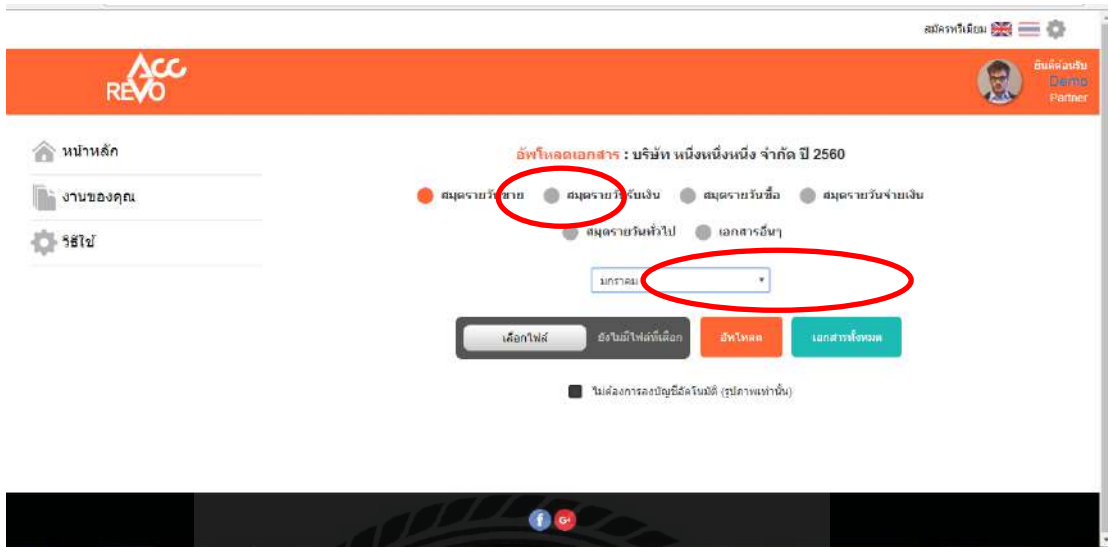 สมัครพรีเมียม
ACC
REVO
ยินดีต้อนรับ
Demo
Partner
หน้าหลัก
งานของคุณ
วิธีใช้
อัพโหลดเอกสาร : บริษัท หนึ่งหนึ่งหนึ่ง จำกัด ปี 2560
สมุดรายวันขาย สมุดรายวันรับเงิน สมุดรายวันซื้อ สมุดรายวันจ่ายเงิน
สมุดรายวันทั่วไป เอกสารอื่นๆ
มกราคม
เลือกไฟล์ ยังไม่มีไฟล์ที่เลือก อัพโหลด เอกสารทั้งหมด
ไม่ต้องการลงบัญชีอัตโนมัติ (รูปภาพเท่านั้น)
f G+